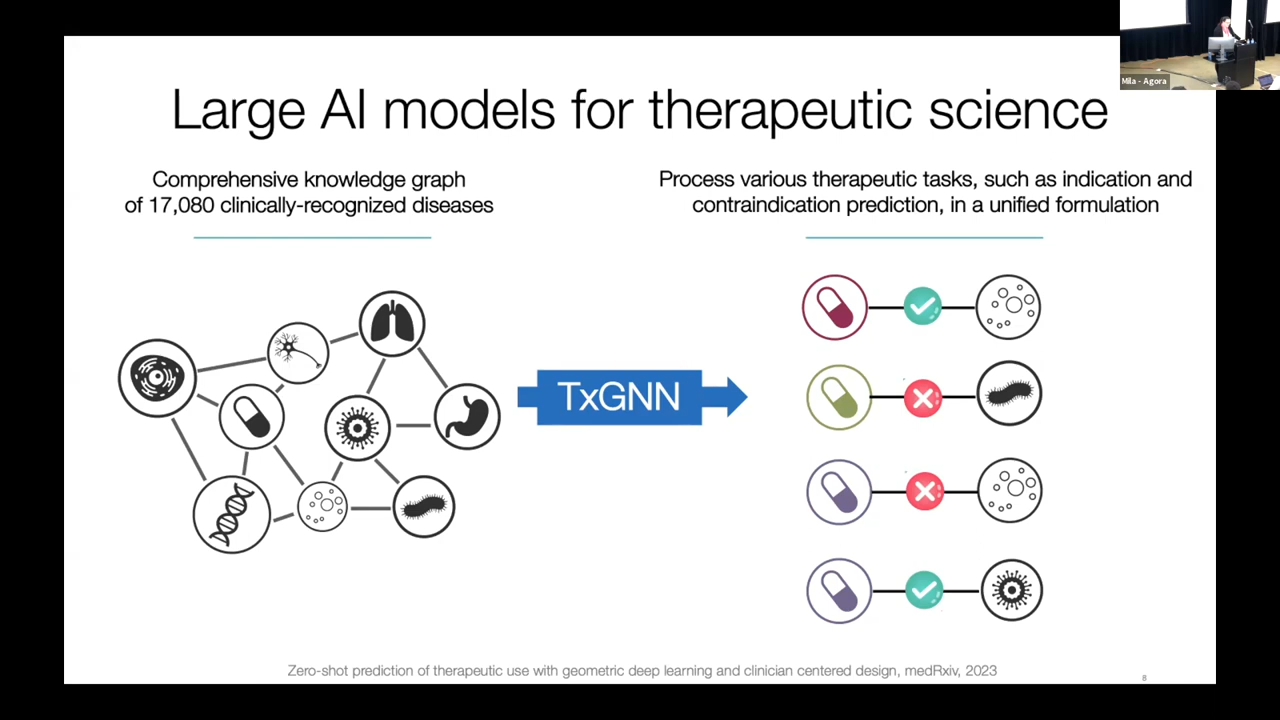 Mila - Agora
Large AI models for therapeutic science
Comprehensive knowledge graph
of 17,080 clinically-recognized diseases
Process various therapeutic tasks, such as indication and
contraindication prediction, in a unified formulation
TxGNN
Zero-shot prediction of therapeutic use with geometric deep learning and clinician centered design, medRxiv, 2023
8